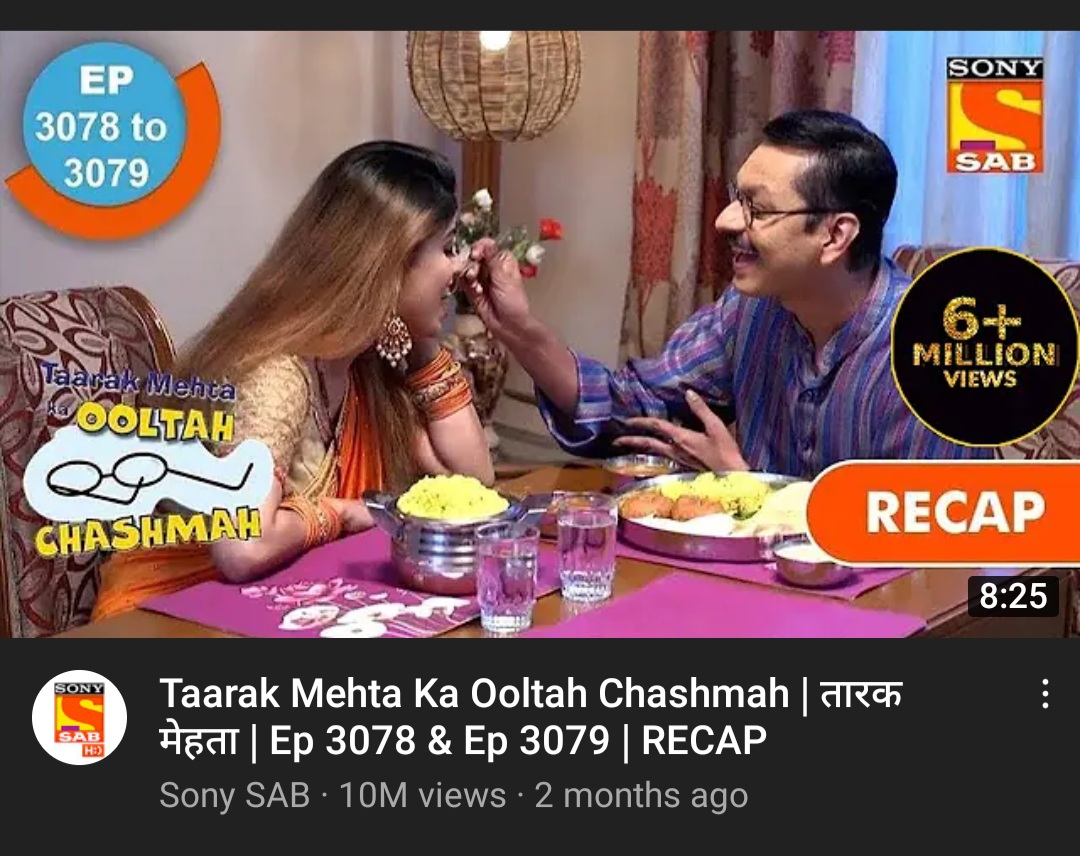 EP
3078 to
3079
SONY
SAB
6+
MILLION
VIEWS
Taarak Mehta
ka OOLTAH
CHASHMAH
RECAP
8:25
SONY
SAB
HD
Taarak Mehta Ka Ooltah Chashmah | तारक
मेहता | Ep 3078 & Ep 3079 | RECAP
Sony SAB · 10M views · 2 months ago